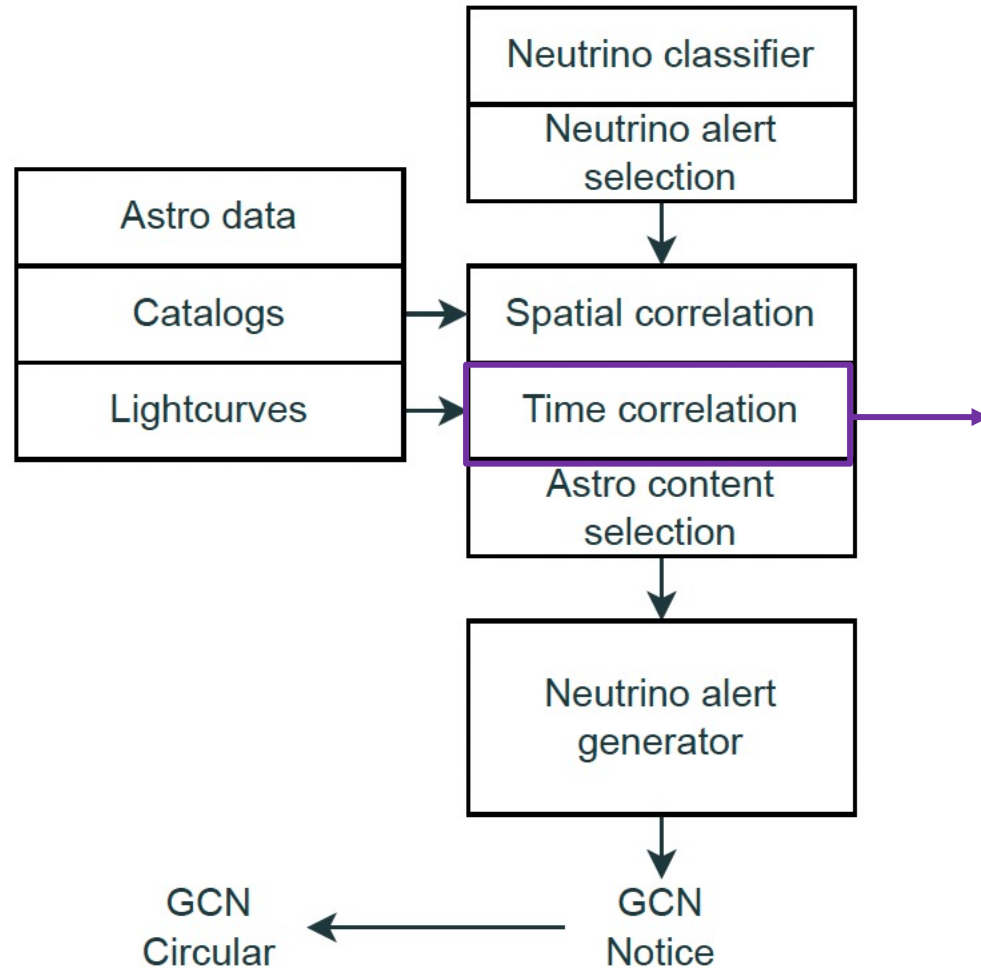 Neutrino classifier
Neutrino alert
selection
Astro data
Catalogs
Lightcurves
Spatial correlation
Time correlation
Astro content
selection
Neutrino alert
generator
GCN
Notice
GCN
Circular